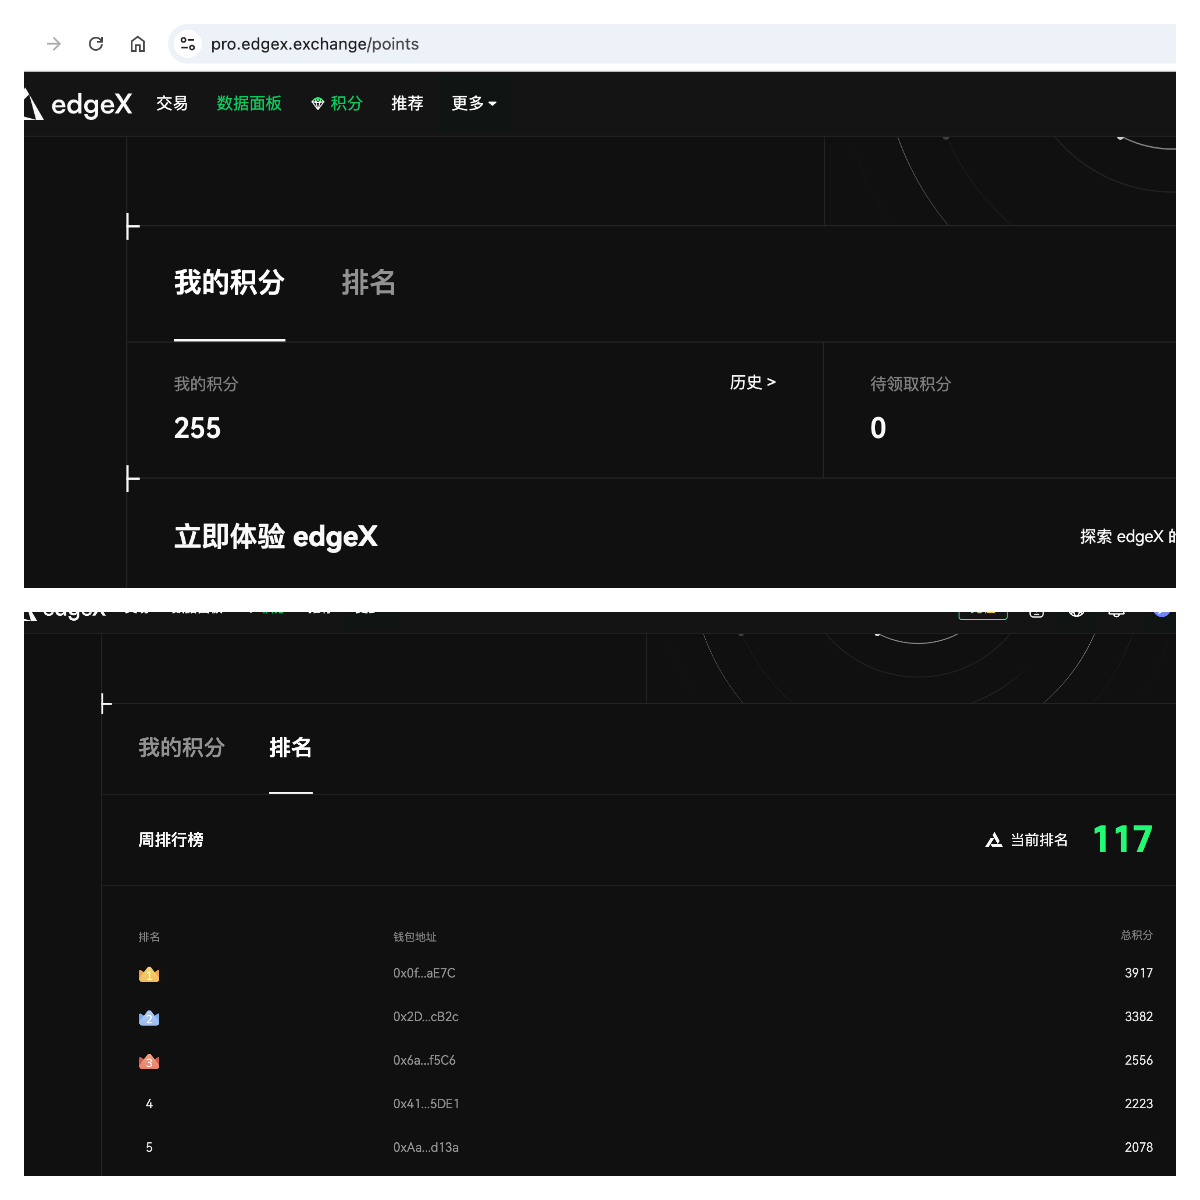 pro.edgex.exchange/points
edgeX 交易 数据面板 积分 推荐 更多
我的积分 排名
我的积分 历史 > 待领取积分
255 0
立即体验 edgeX 探索 edgeX 的
edgeX
我的积分 排名
周排行榜 当前排名 117
排名 钱包地址 总积分
1 0x0f...aE7C 3917
2 0x2D...cB2c 3382
3 0x6a...f5C6 2556
4 0x41...5DE1 2223
5 0xAa...d13a 2078